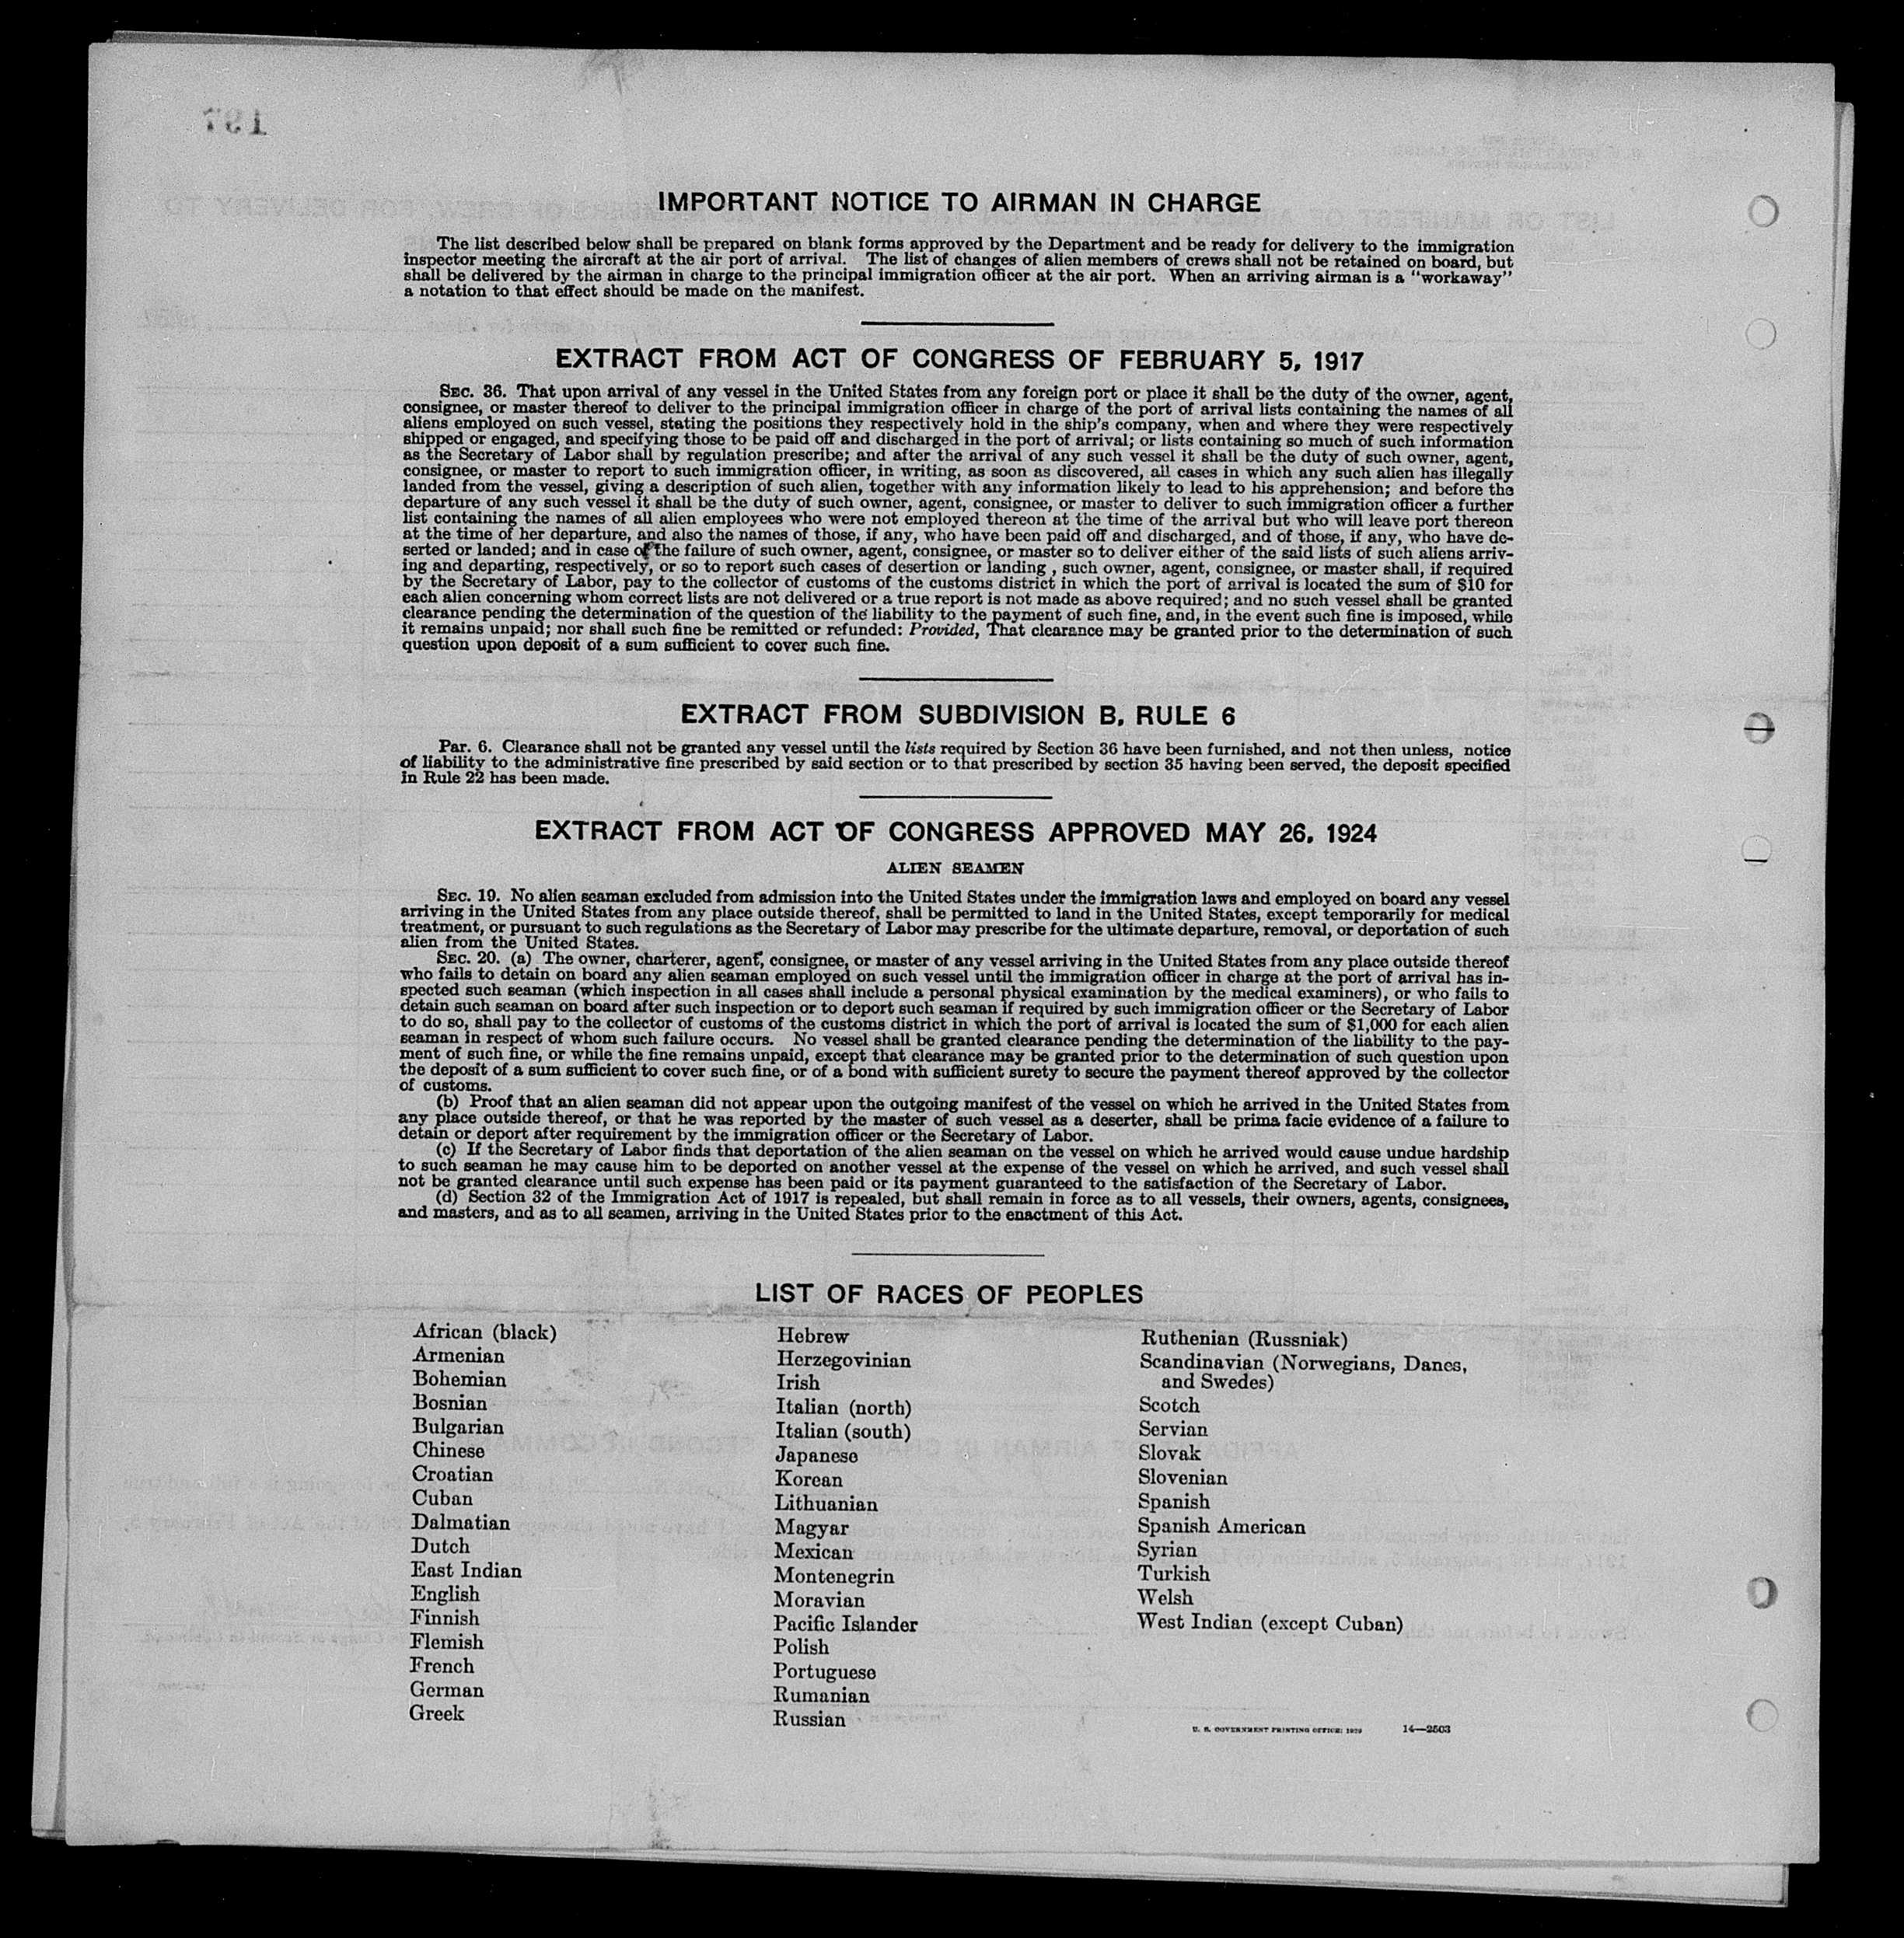 197
IMPORTANT NOTICE TO AIRMAN IN CHARGE
The list described below shall be prepared on blank forms approved by the Department and be ready for delivery to the immigration
inspector meeting the aircraft at the air port of arrival. The list of changes of alien members of crews shall not be retained on board, but
shall be delivered by the airman in charge to the principal immigration officer at the air port. When an arriving airman is a "workaway"
a notation to that effect should be made on the manifest.
EXTRACT FROM ACT OF CONGRESS OF FEBRUARY 5, 1917
SEC. 36. That upon arrival of any vessel in the United States from any foreign port or place it shall be the duty of the owner, agent,
consignee, or master thereof to deliver to the principal immigration officer in charge of the port of arrival lists containing the names of all
aliens employed on such vessel, stating the positions they respectively hold in the ship's company, when and where they were respectively
shipped or engaged, and specifying those to be paid off and discharged in the port of arrival; or lists containing so much of such information
as the Secretary of Labor shall by regulation prescribe; and after the arrival of any such vessel it shall be the duty of such owner, agent,
consignee, or master to report to such immigration officer, in writing, as soon as discovered, all cases in which any such alien has illegally
landed from the vessel, giving a description of such alien, together with any information likely to lead to his apprehension; and before the
departure of any such vessel it shall be the duty of such owner, agent, consignee, or master to deliver to such immigration officer a further
list containing the names of all alien employees who were not employed thereon at the time of the arrival but who will leave port thereon
at the time of her departure, and also the names of those, if any, who have been paid off and discharged, and of those, if any, who have de-
serted or landed; and in case of the failure of such owner, agent, consignee, or master so to deliver either of the said lists of such aliens arriv-
ing and departing, respectively, or so to report such cases of desertion or landing , such owner, agent, consignee, or master shall, if required
by the Secretary of Labor, pay to the collector of customs of the customs district in which the port of arrival is located the sum of $10 for
each alien concerning whom correct lists are not delivered or a true report is not made as above required; and no such vessel shall be granted
clearance pending the determination of the question of the liability to the payment of such fine, and, in the event such fine is imposed, while
it remains unpaid; nor shall such fine be remitted or refunded: Provided, That clearance may be granted prior to the determination of such
question upon deposit of a sum sufficient to cover such fine.
EXTRACT FROM SUBDIVISION B, RULE 6
Par. 6. Clearance shall not be granted any vessel until the lists required by Section 36 have been furnished, and not then unless, notice
of liability to the administrative fine prescribed by said section or to that prescribed by section 35 having been served, the deposit specified
in Rule 22 has been made.
EXTRACT FROM ACT OF CONGRESS APPROVED MAY 26, 1924
ALIEN SEAMEN
SEC. 19. No alien seaman excluded from admission into the United States under the immigration laws and employed on board any vessel
arriving in the United States from any place outside thereof, shall be permitted to land in the United States, except temporarily for medical
treatment, or pursuant to such regulations as the Secretary of Labor may prescribe for the ultimate departure, removal, or deportation of such
alien from the United States.
SEC. 20. (a) The owner, charterer, agent, consignee, or master of any vessel arriving in the United States from any place outside thereof
who fails to detain on board any alien seaman employed on such vessel until the immigration officer in charge at the port of arrival has in-
spected such seaman (which inspection in all cases shall include a personal physical examination by the medical examiners), or who fails to
detain such seaman on board after such inspection or to deport such seaman if required by such immigration officer or the Secretary of Labor
to do so, shall pay to the collector of customs of the customs district in which the port of arrival is located the sum of $1,000 for each alien
seaman in respect of whom such failure occurs. No vessel shall be granted clearance pending the determination of the liability to the pay-
ment of such fine, or while the fine remains unpaid, except that clearance may be granted prior to the determination of such question upon
the deposit of a sum sufficient to cover such fine, or of a bond with sufficient surety to secure the payment thereof approved by the collector
of customs.
(b) Proof that an alien seaman did not appear upon the outgoing manifest of the vessel on which he arrived in the United States from
any place outside thereof, or that he was reported by the master of such vessel as a deserter, shall be prima facie evidence of a failure to
detain or deport after requirement by the immigration officer or the Secretary of Labor.
(c) If the Secretary of Labor finds that deportation of the alien seaman on the vessel on which he arrived would cause undue hardship
to such seaman he may cause him to be deported on another vessel at the expense of the vessel on which he arrived, and such vessel shall
not be granted clearance until such expense has been paid or its payment guaranteed to the satisfaction of the Secretary of Labor.
(d) Section 32 of the Immigration Act of 1917 is repealed, but shall remain in force as to all vessels, their owners, agents, consignees,
and masters, and as to all seamen, arriving in the United States prior to the enactment of this Act.
LIST OF RACES OF PEOPLES
African (black)
Armenian
Bohemian
Bosnian
Bulgarian
Chinese
Croatian
Cuban
Dalmatian
Dutch
East Indian
English
Finnish
Flemish
French
German
Greek
Hebrew
Herzegovinian
Irish
Italian (north)
Italian (south)
Japanese
Korean
Lithuanian
Magyar
Mexican
Montenegrin
Moravian
Pacific Islander
Polish
Portuguese
Rumanian
Russian
Ruthenian (Russniak)
Scandinavian (Norwegians, Danes,
and Swedes)
Scotch
Servian
Slovak
Slovenian
Spanish
Spanish American
Syrian
Turkish
Welsh
West Indian (except Cuban)
U. S. GOVERNMENT PRINTING OFFICE: 1929 14—2503